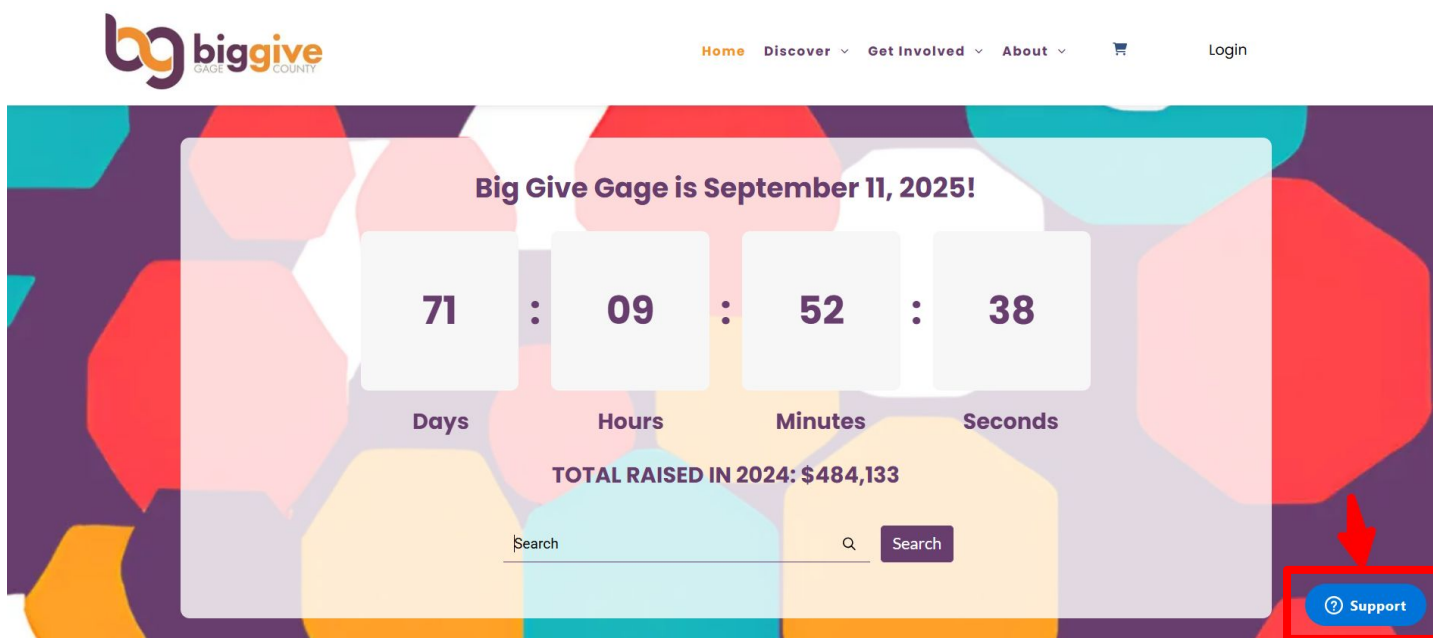 bg biggive
GAGE COUNTY
Home Discover Get Involved About Login
Big Give Gage is September 11, 2025!
71 : 09 : 52 : 38
Days Hours Minutes Seconds
TOTAL RAISED IN 2024: $484,133
Search Search
? Support